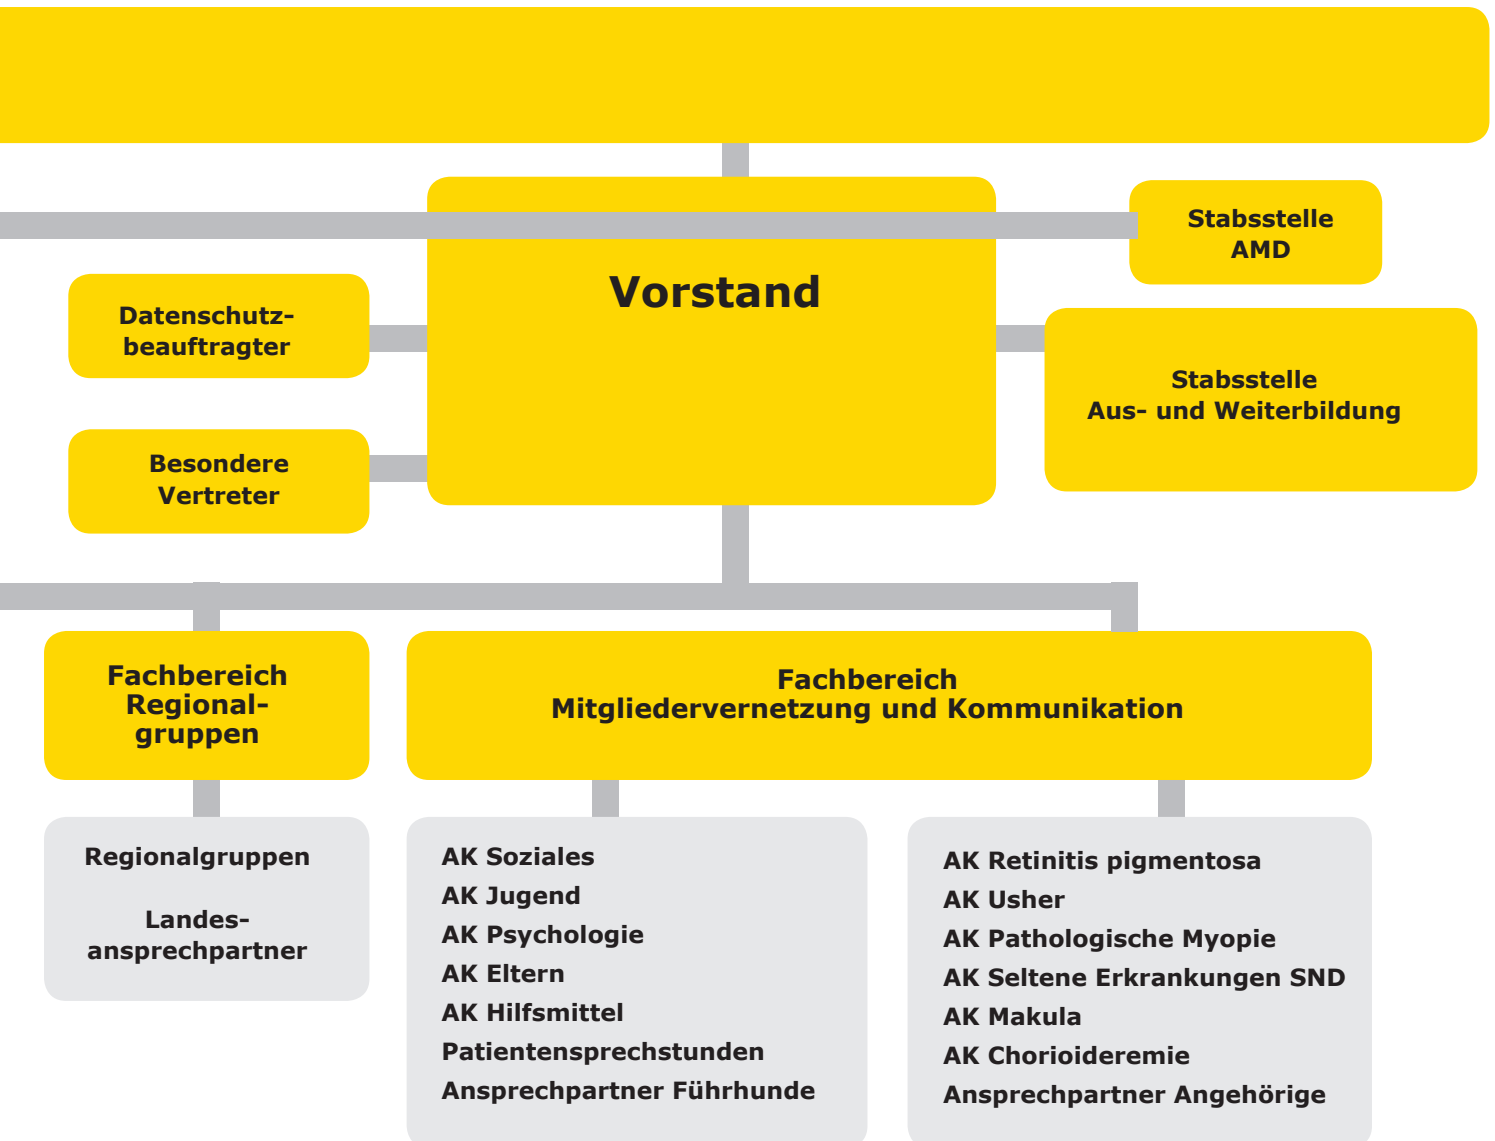 Vorstand
Stabsstelle
AMD
Datenschutz-
beauftragter
Stabsstelle
Aus- und Weiterbildung
Besondere
Vertreter
Fachbereich
Regional-
gruppen
Fachbereich
Mitgliedervernetzung und Kommunikation
Regionalgruppen
Landes-
ansprechpartner
AK Soziales
AK Jugend
AK Psychologie
AK Eltern
AK Hilfsmittel
Patientensprechstunden
Ansprechpartner Führhunde
AK Retinitis pigmentosa
AK Usher
AK Pathologische Myopie
AK Seltene Erkrankungen SND
AK Makula
AK Chorioideremie
Ansprechpartner Angehörige